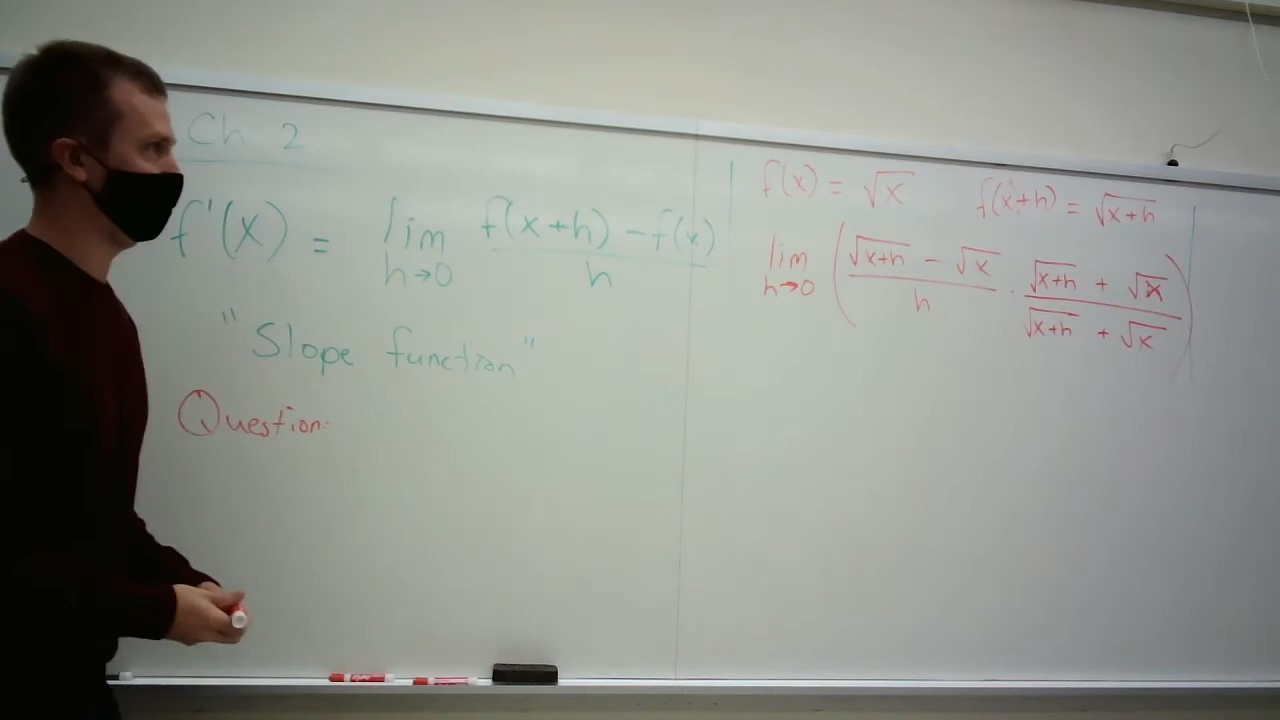 Ch 2
f'(x) = lim h→0 f(x+h) - f(x) / h
"Slope function"
Question:
f(x) = √x f(x+h) = √x+h
lim h→0 ( √x+h - √x / h · √x+h + √x / √x+h + √x )